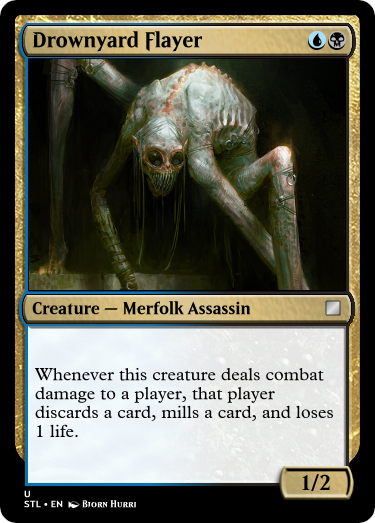 Drownyard Flayer
Creature — Merfolk Assassin
Whenever this creature deals combat
damage to a player, that player
discards a card, mills a card, and loses
1 life.
1/2
U
STL • EN Bjorn Hurri